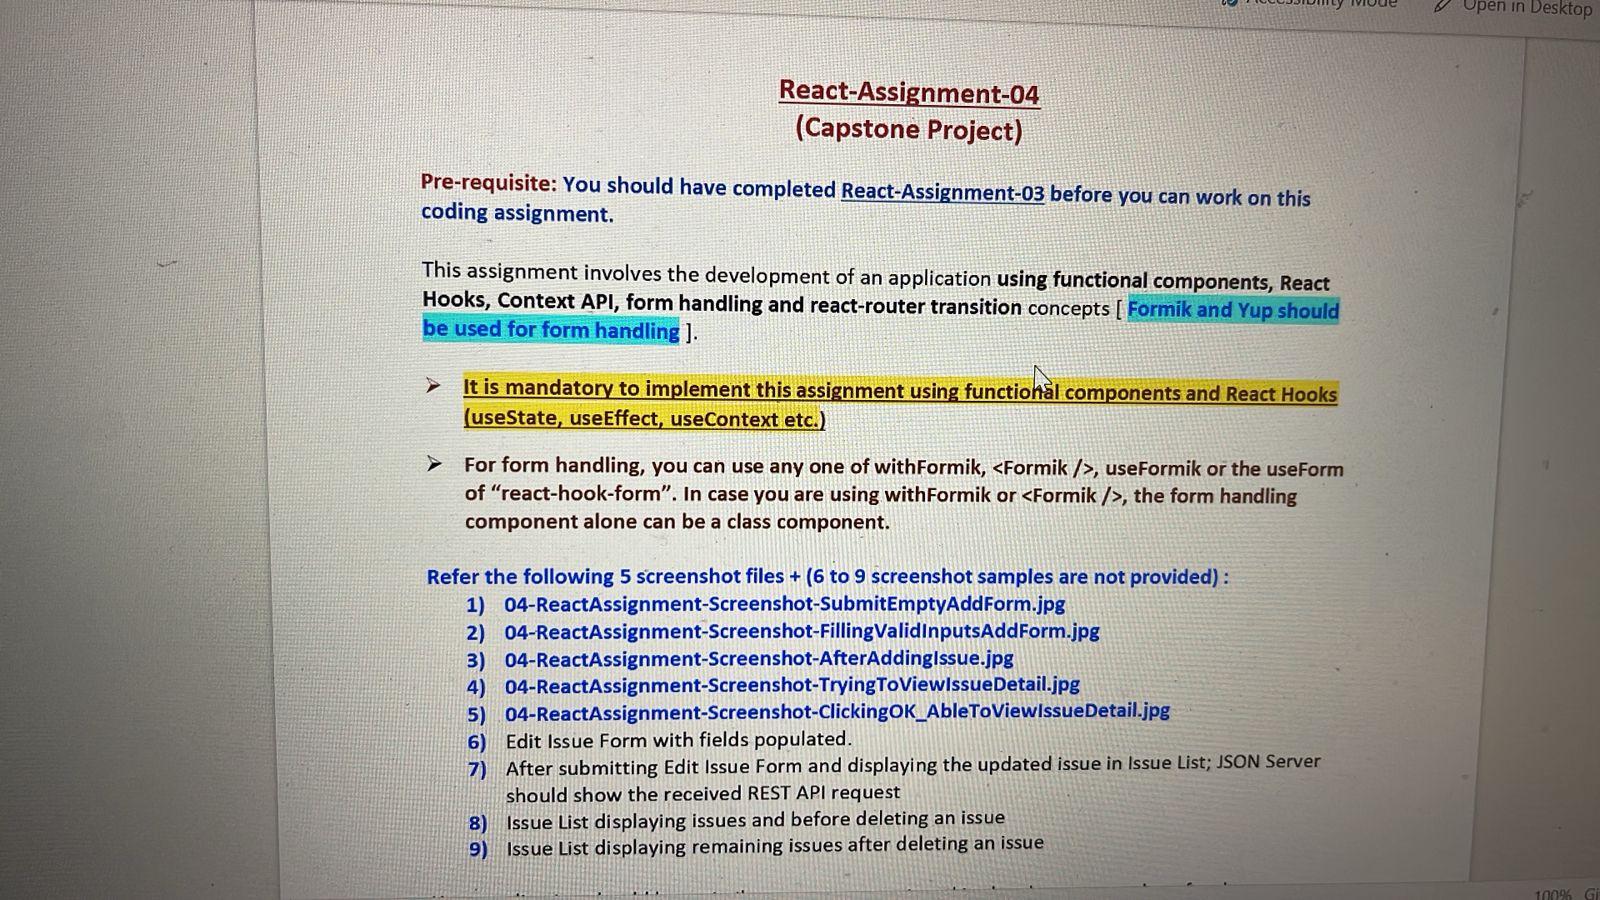 Accessibility Mode
Open in Desktop
React-Assignment-04
(Capstone Project)
Pre-requisite: You should have completed React-Assignment-03 before you can work on this
coding assignment.
This assignment involves the development of an application using functional components, React
Hooks, Context API, form handling and react-router transition concepts [ Formik and Yup should
be used for form handling ].
➢ It is mandatory to implement this assignment using functional components and React Hooks
(useState, useEffect, useContext etc.)
➢ For form handling, you can use any one of withFormik, <Formik />, useFormik or the useForm
of “react-hook-form”. In case you are using withFormik or <Formik />, the form handling
component alone can be a class component.
Refer the following 5 screenshot files + (6 to 9 screenshot samples are not provided) :
1) 04-ReactAssignment-Screenshot-SubmitEmptyAddForm.jpg
2) 04-ReactAssignment-Screenshot-FillingValidInputsAddForm.jpg
3) 04-ReactAssignment-Screenshot-AfterAddingIssue.jpg
4) 04-ReactAssignment-Screenshot-TryingToViewIssueDetail.jpg
5) 04-ReactAssignment-Screenshot-ClickingOK_AbleToViewIssueDetail.jpg
6) Edit Issue Form with fields populated.
7) After submitting Edit Issue Form and displaying the updated issue in Issue List; JSON Server
should show the received REST API request
8) Issue List displaying issues and before deleting an issue
9) Issue List displaying remaining issues after deleting an issue
100%